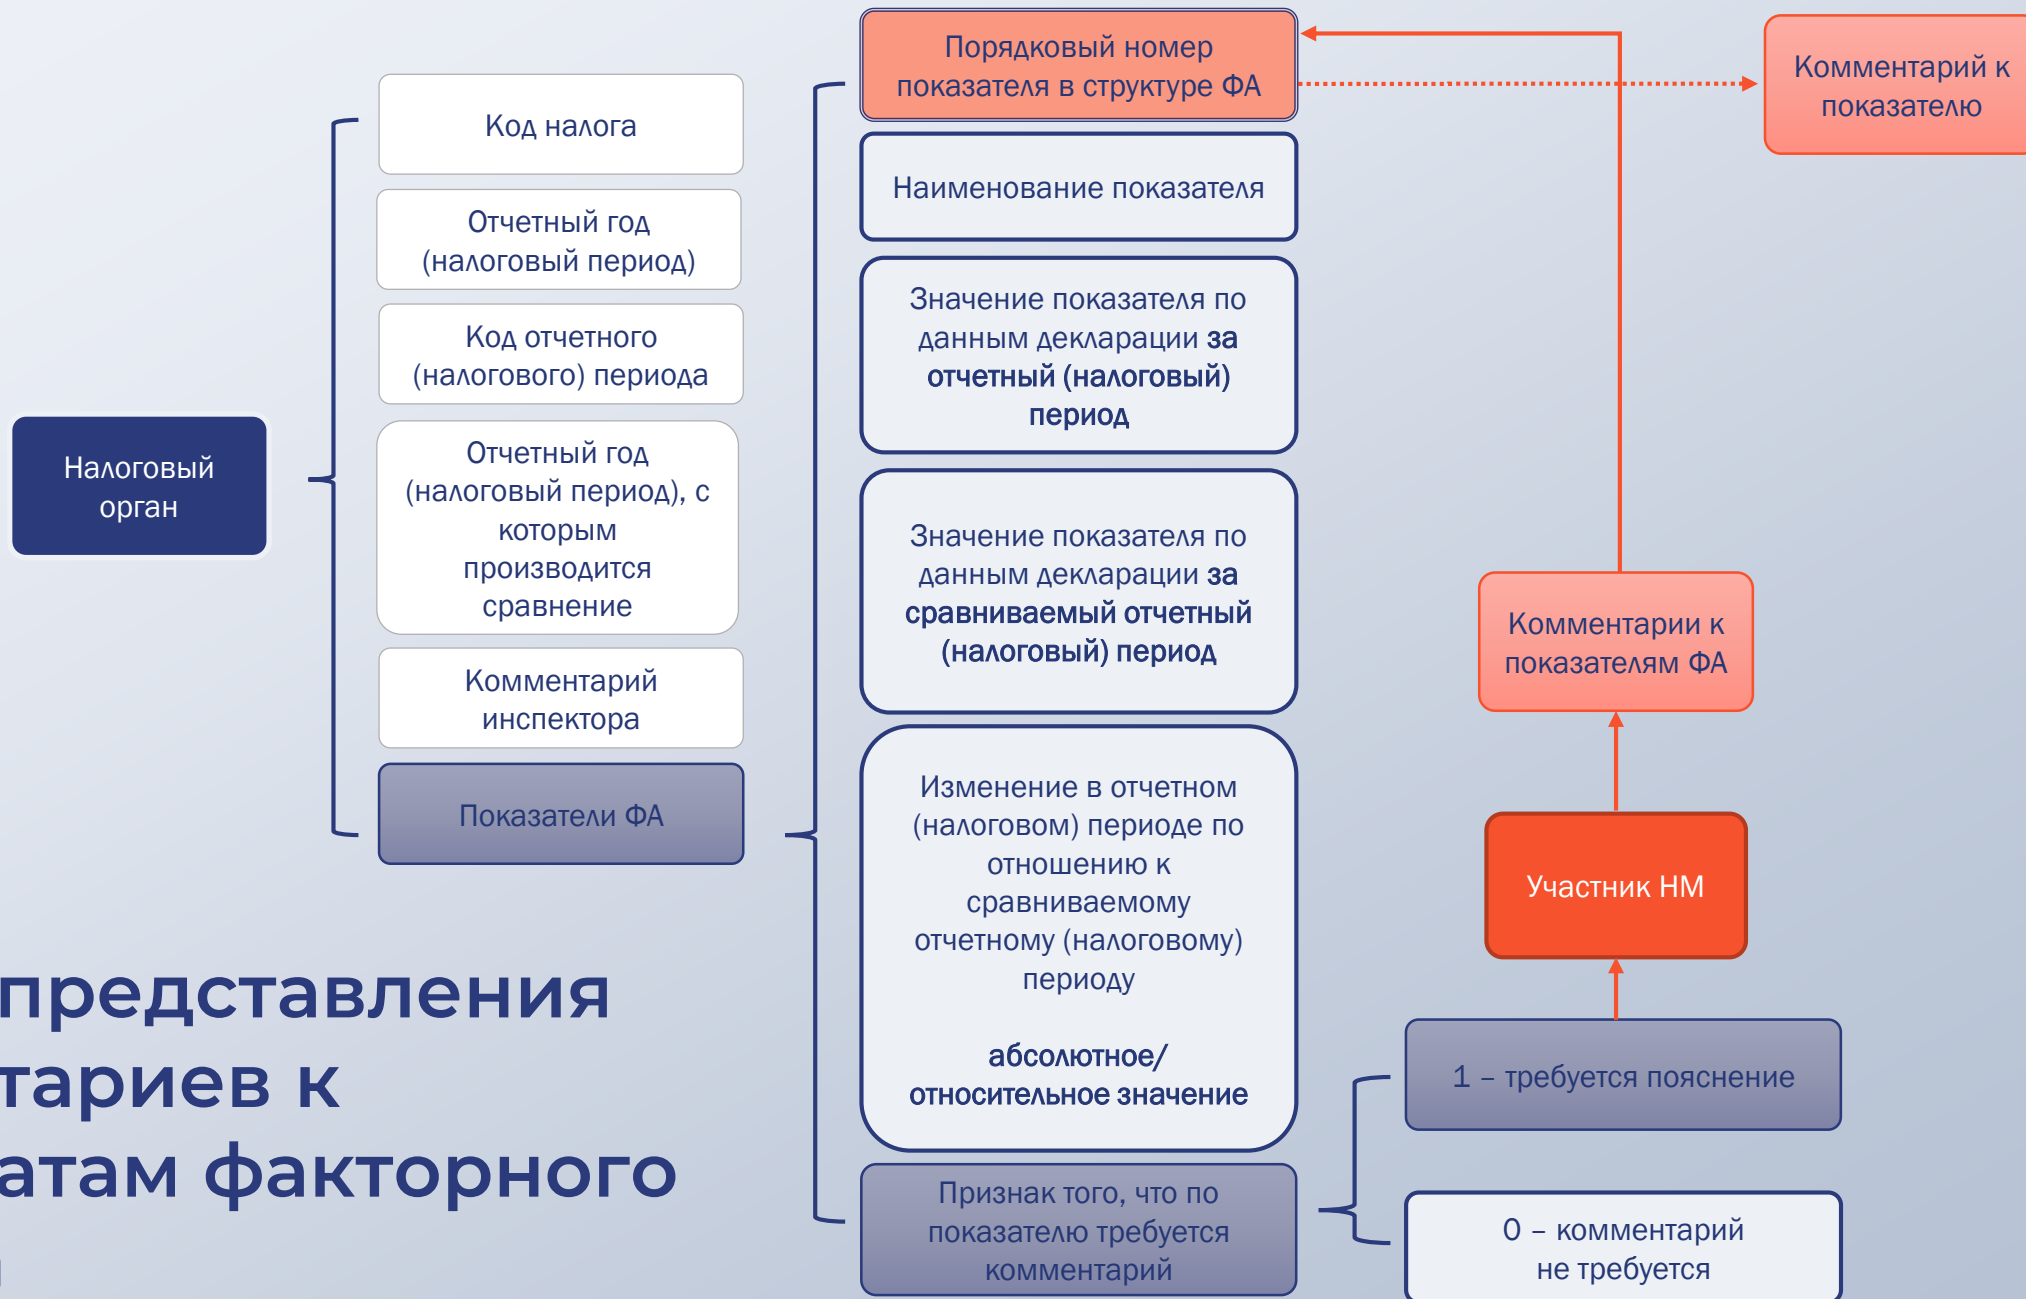 Налоговый
орган
Код налога
Отчетный год
(налоговый период)
Код отчетного
(налогового) периода
Отчетный год
(налоговый период), с
которым
производится
сравнение
Комментарий
инспектора
Показатели ФА
Порядковый номер
показателя в структуре ФА
Наименование показателя
Значение показателя по
данным декларации за
отчетный (налоговый)
период
Значение показателя по
данным декларации за
сравниваемый отчетный
(налоговый) период
Изменение в отчетном
(налоговом) периоде по
отношению к
сравниваемому
отчетному (налоговому)
периоду
абсолютное/
относительное значение
Признак того, что по
показателю требуется
комментарий
Комментарий к
показателю
Комментарии к
показателям ФА
Участник НМ
1 – требуется пояснение
0 – комментарий
не требуется
представления
тариев к
атам факторного